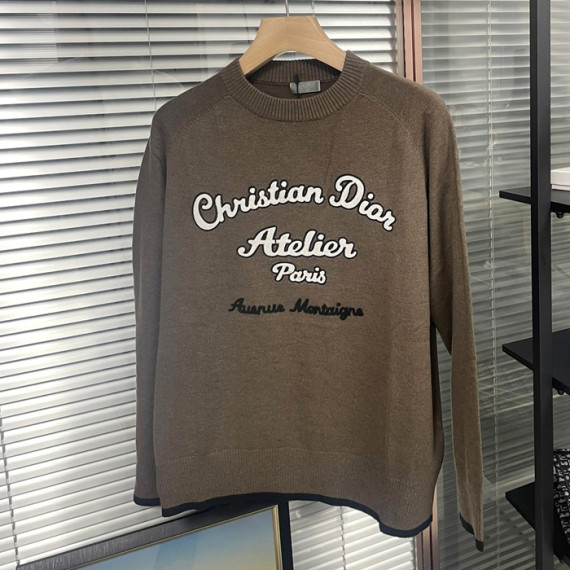 Christian Dior
Atelier
Paris
Avenue Montaigne